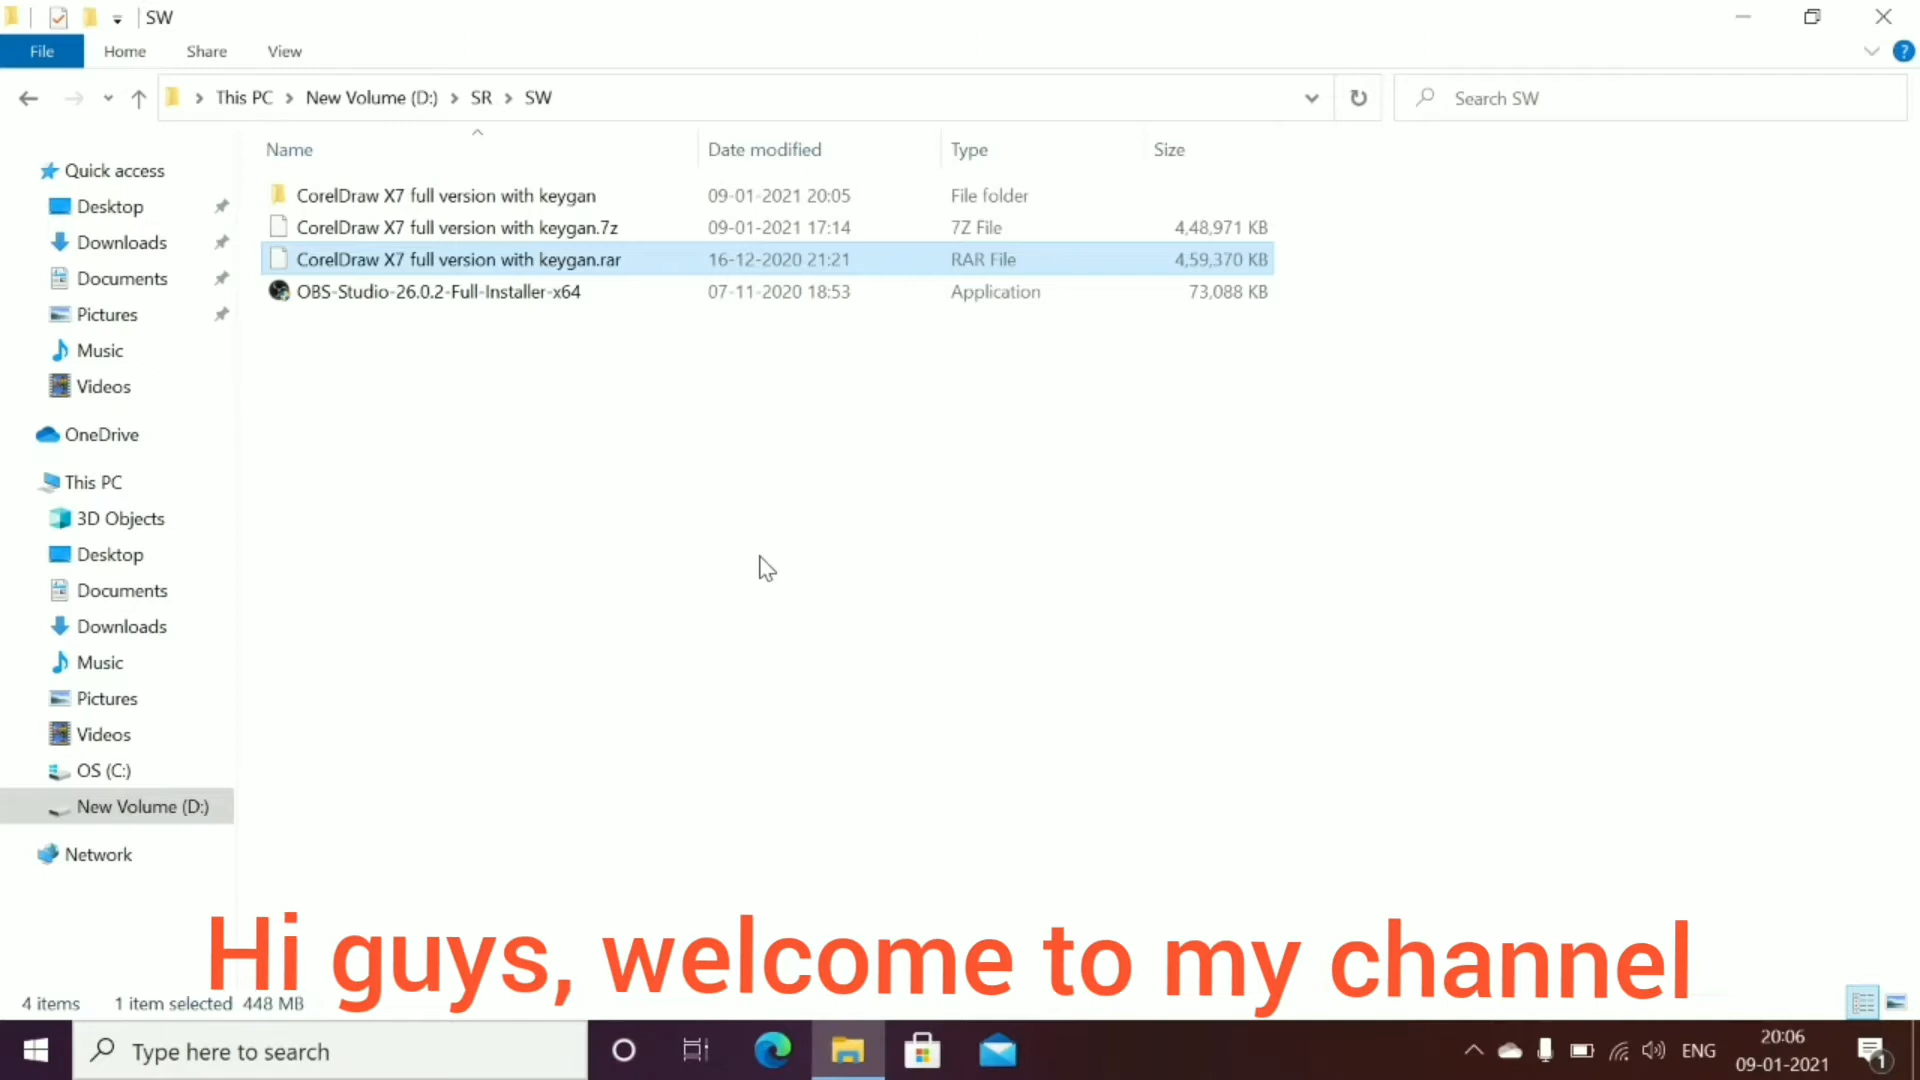 SW
File Home Share View ?
This PC New Volume (D:) SR SW Search SW
Name Date modified Type Size
Quick access
Desktop
Downloads
Documents
Pictures
Music
Videos
OneDrive
This PC
3D Objects
Desktop
Documents
Downloads
Music
Pictures
Videos
OS (C:)
New Volume (D:)
Network
CorelDraw X7 full version with keygan 09-01-2021 20:05 File folder
CorelDraw X7 full version with keygan.7z 09-01-2021 17:14 7Z File 4,48,971 KB
CorelDraw X7 full version with keygan.rar 16-12-2020 21:21 RAR File 4,59,370 KB
OBS-Studio-26.0.2-Full-Installer-x64 07-11-2020 18:53 Application 73,088 KB
Hi guys, welcome to my channel
4 items 1 item selected 448 MB
Type here to search
ENG
20:06
09-01-2021
1